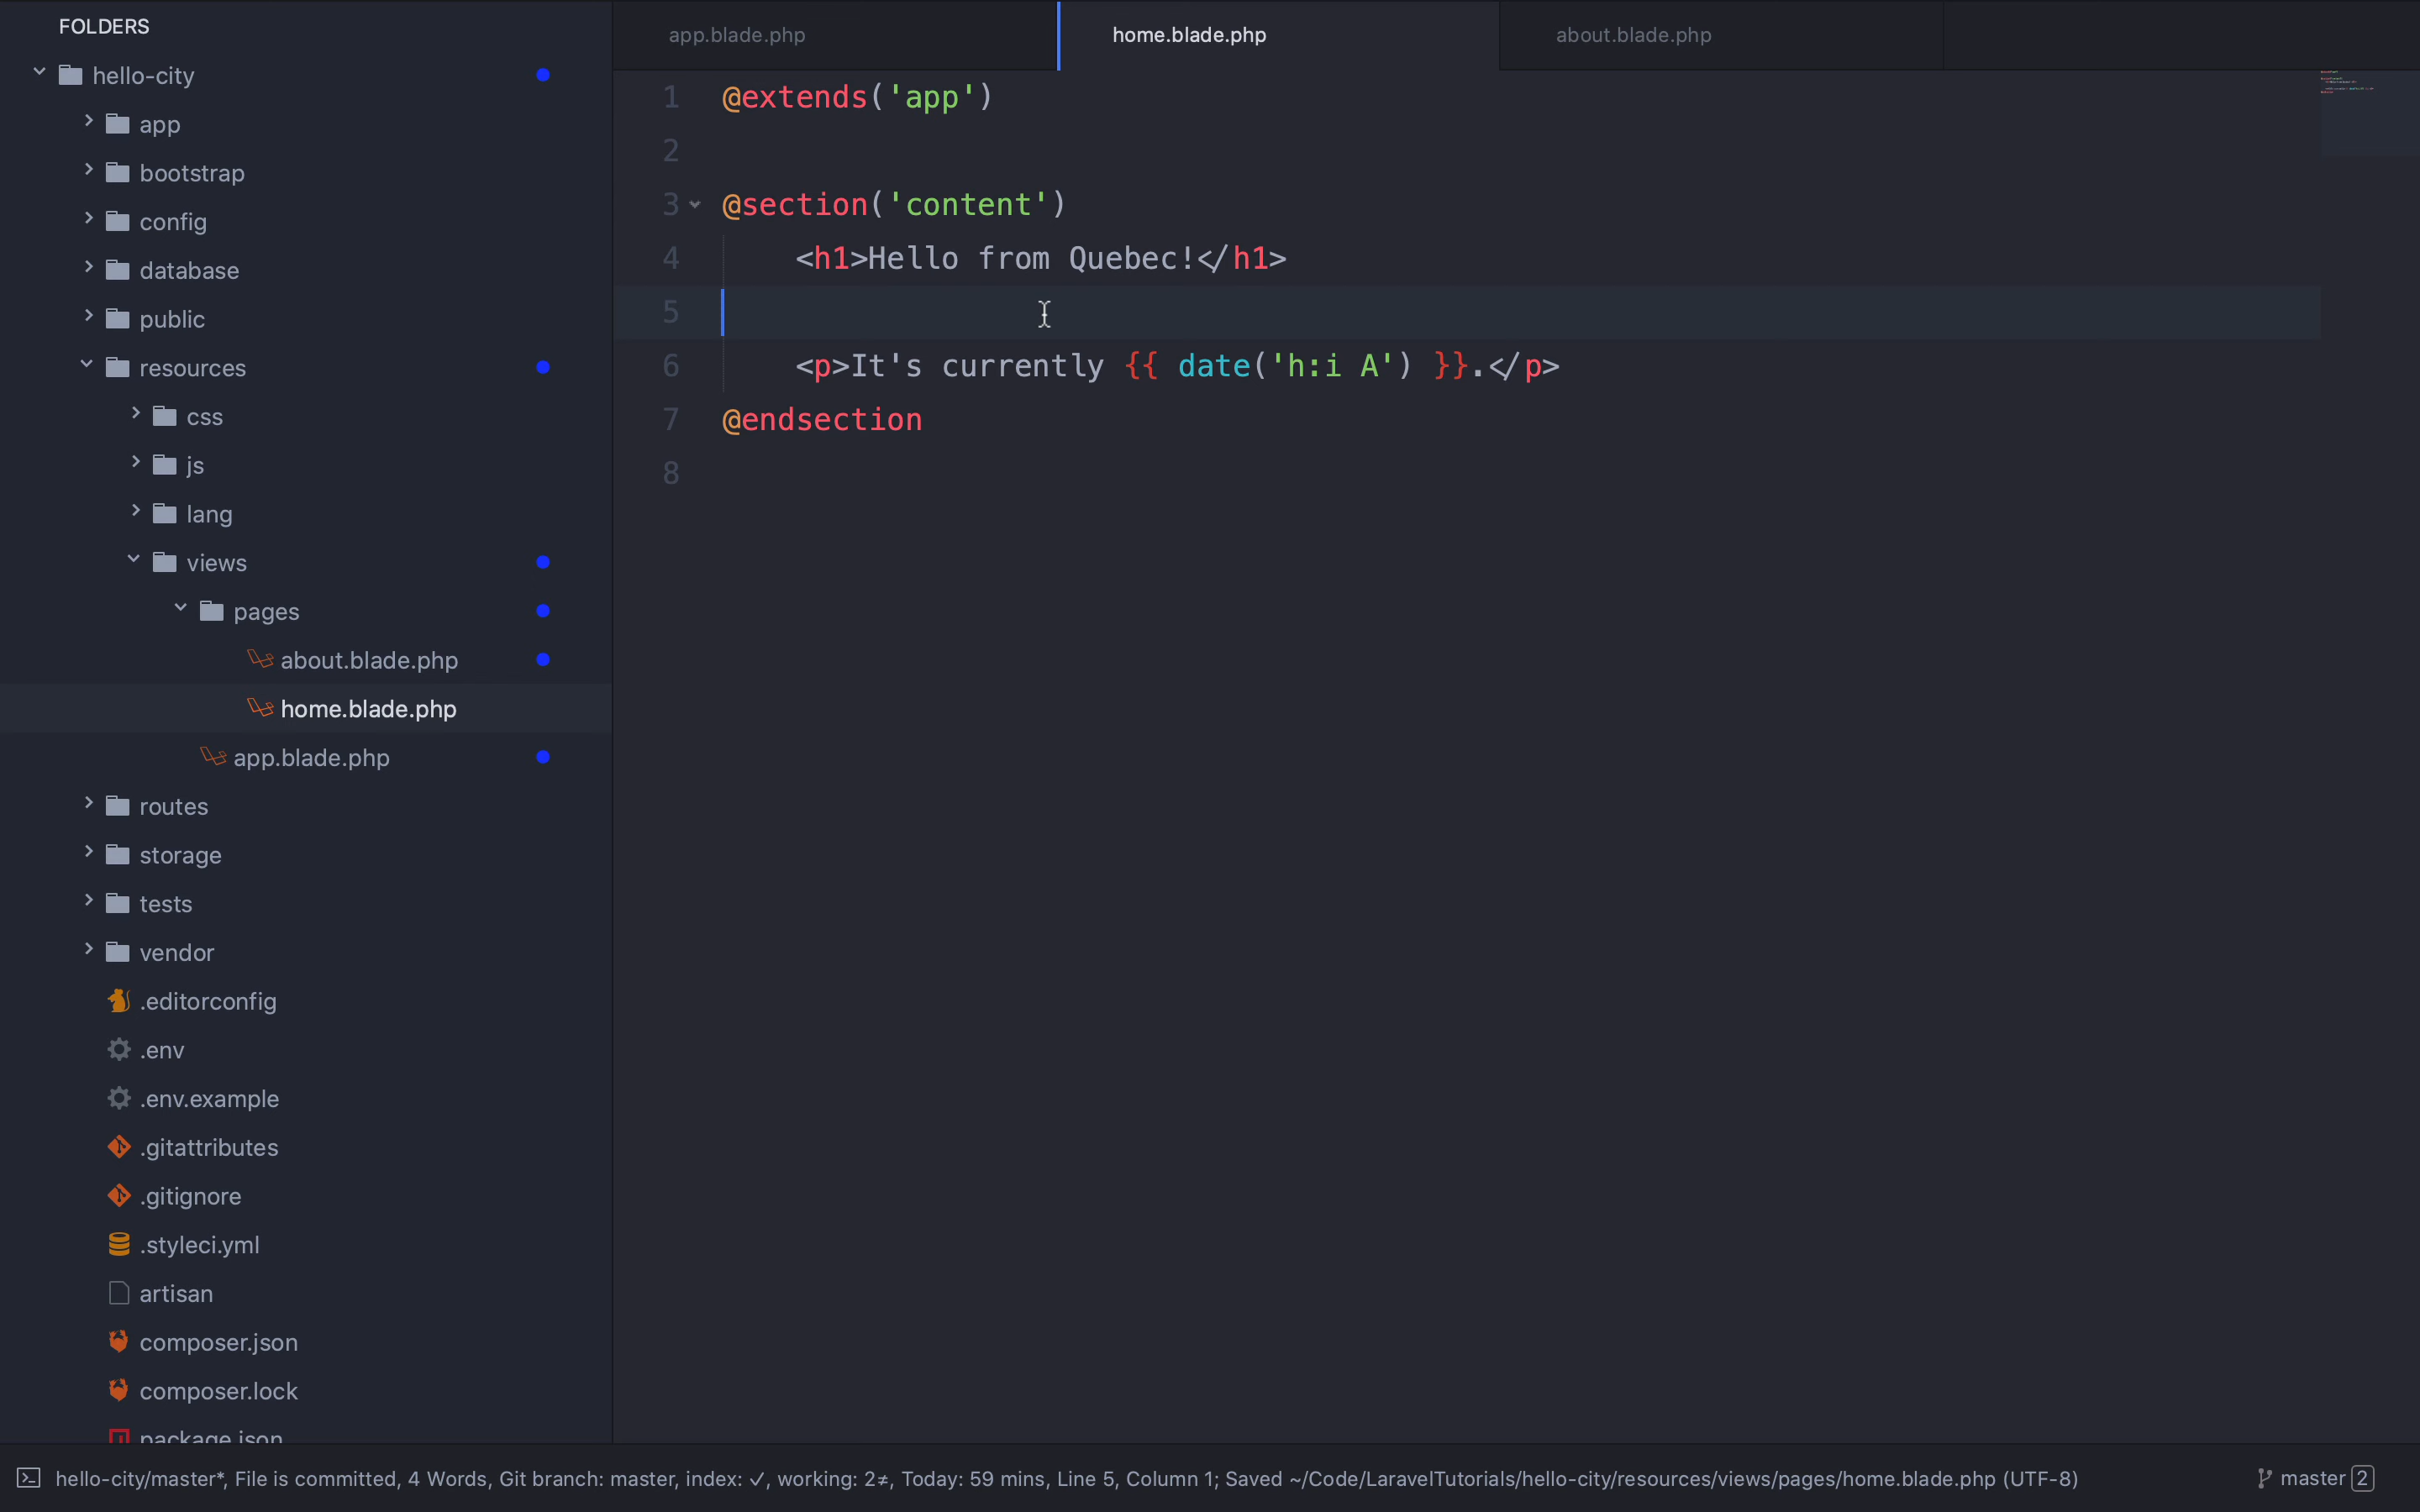 FOLDERS
hello-city
app
bootstrap
config
database
public
resources
css
js
lang
views
pages
about.blade.php
home.blade.php
app.blade.php
routes
storage
tests
vendor
.editorconfig
.env
.env.example
.gitattributes
.gitignore
.styleci.yml
artisan
composer.json
composer.lock
package.json
app.blade.php
home.blade.php
about.blade.php
1 @extends('app')
2
3 @section('content')
4 <h1>Hello from Quebec!</h1>
5
6 <p>It's currently {{ date('h:i A') }}.</p>
7 @endsection
8
hello-city/master*, File is committed, 4 Words, Git branch: master, index: ✓, working: 2≠, Today: 59 mins, Line 5, Column 1; Saved ~/Code/LaravelTutorials/hello-city/resources/views/pages/home.blade.php (UTF-8)
master 2